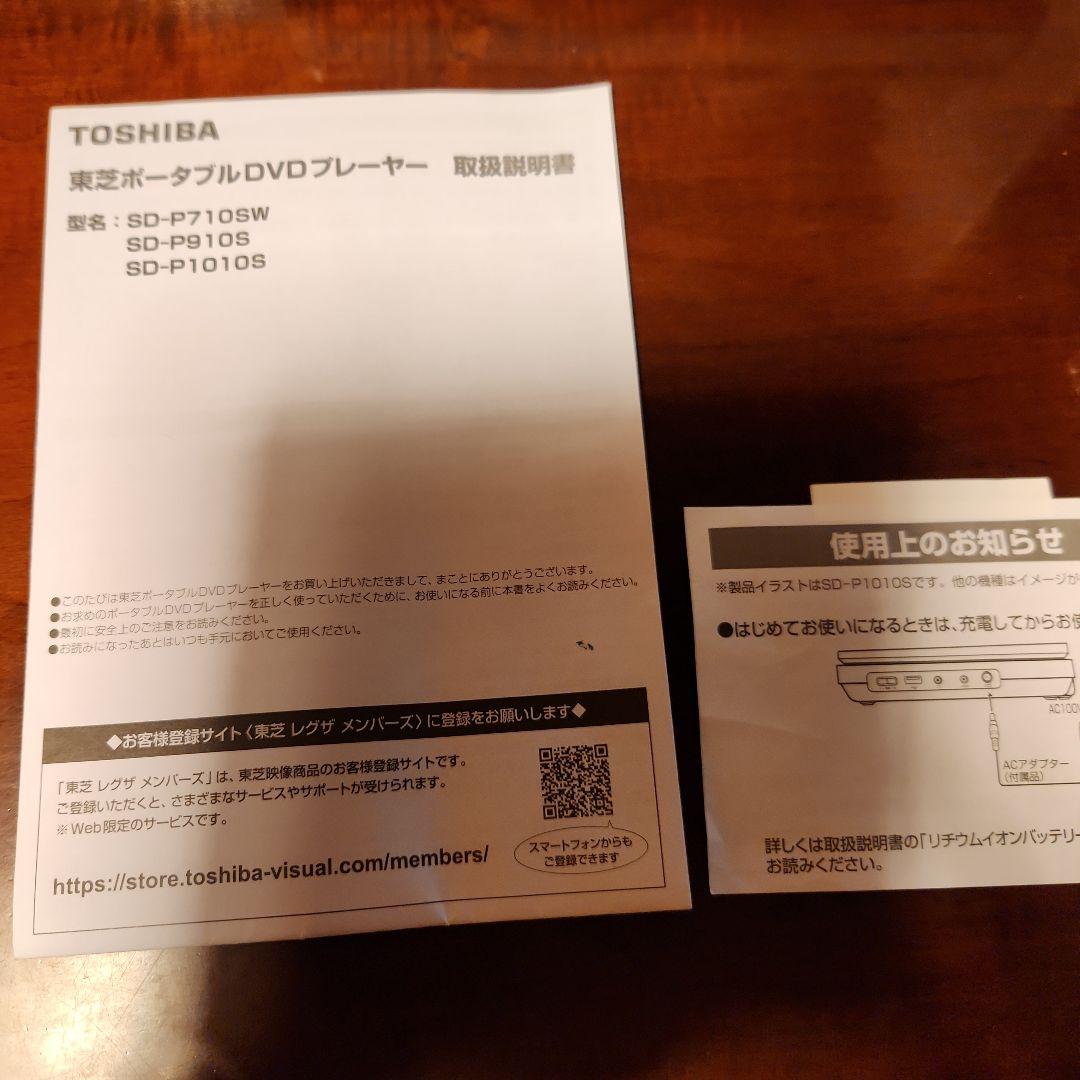 TOSHIBA
東芝ポータブルDVDプレーヤー 取扱説明書
型名：SD-P710SW
SD-P910S
SD-P1010S
●このたびは東芝ポータブルDVDプレーヤーをお買い上げいただきまして、まことにありがとうございます。
●お求めのポータブルDVDプレーヤーを正しく使っていただくために、お使いになる前に本書をよくお読みください。
●最初に安全上のご注意をお読みください。
●お読みになったあとはいつも手元においてご使用ください。
◆お客様登録サイト〈東芝 レグザ メンバーズ〉に登録をお願いします◆
「東芝 レグザ メンバーズ」は、東芝映像商品のお客様登録サイトです。
ご登録いただくと、さまざまなサービスやサポートが受けられます。
※Web限定のサービスです。
https://store.toshiba-visual.com/members/
スマートフォンからも
ご登録できます
使用上のお知らせ
※製品イラストはSD-P1010Sです。他の機種はイメージが
●はじめてお使いになるときは、充電してからお使
AC100V
ACアダプター
(付属品)
詳しくは取扱説明書の「リチウムイオンバッテリー
お読みください。